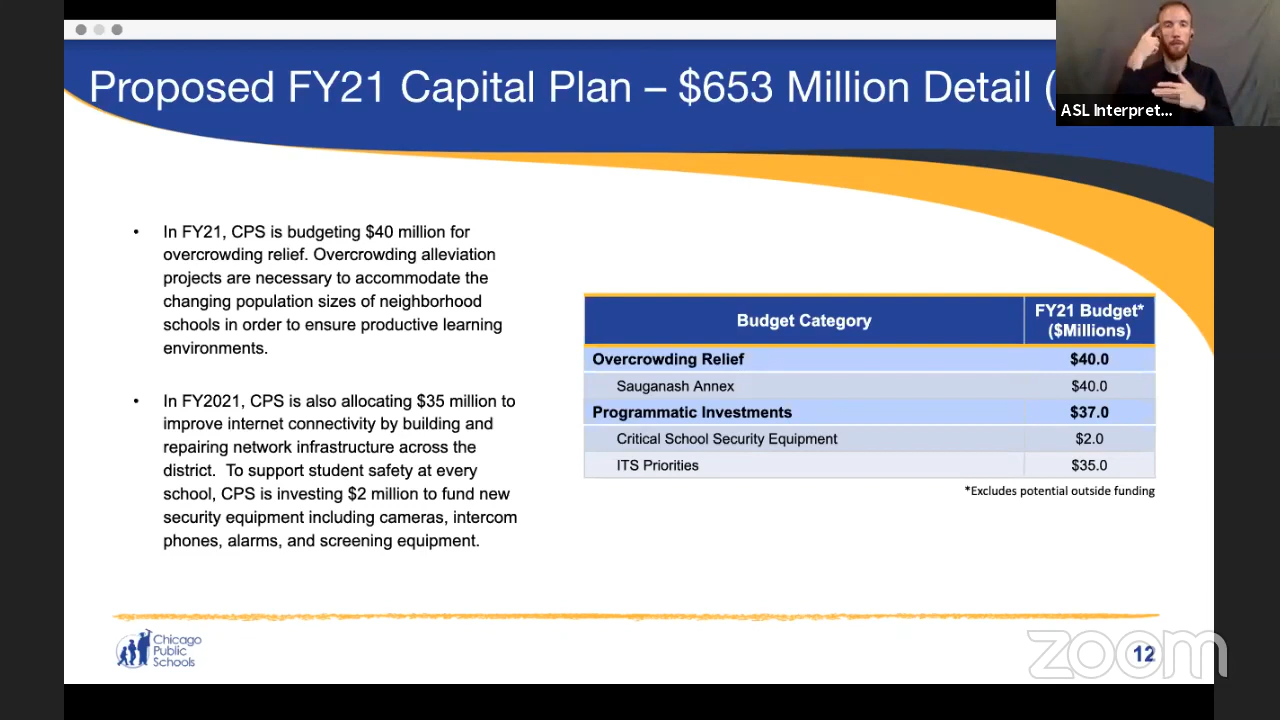 Proposed FY21 Capital Plan – $653 Million Detail (
ASL Interpret...
• In FY21, CPS is budgeting $40 million for
overcrowding relief. Overcrowding alleviation
projects are necessary to accommodate the
changing population sizes of neighborhood
schools in order to ensure productive learning
environments.
• In FY2021, CPS is also allocating $35 million to
improve internet connectivity by building and
repairing network infrastructure across the
district.  To support student safety at every
school, CPS is investing $2 million to fund new
security equipment including cameras, intercom
phones, alarms, and screening equipment.
Budget Category FY21 Budget*
($Millions)
Overcrowding Relief $40.0
Sauganash Annex $40.0
Programmatic Investments $37.0
Critical School Security Equipment $2.0
ITS Priorities $35.0
*Excludes potential outside funding
Chicago
Public
Schools
zoom
12